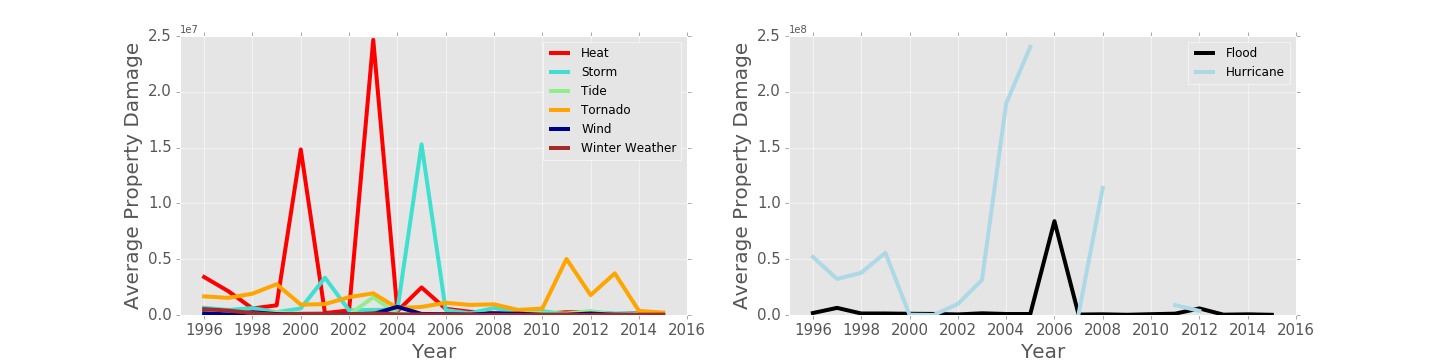 1e7
2.5
2.0
1.5
1.0
0.5
0.0
Average Property Damage
Heat
Storm
Tide
Tornado
Wind
Winter Weather
1996 1998 2000 2002 2004 2006 2008 2010 2012 2014 2016
Year
1e8
2.5
2.0
1.5
1.0
0.5
0.0
Average Property Damage
Flood
Hurricane
1996 1998 2000 2002 2004 2006 2008 2010 2012 2014 2016
Year